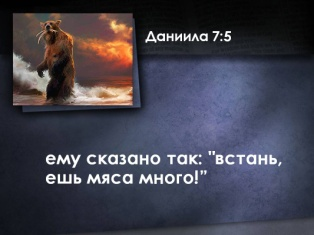 Даниила 7:5
ему сказано так: "встань,
ешь мяса много!”